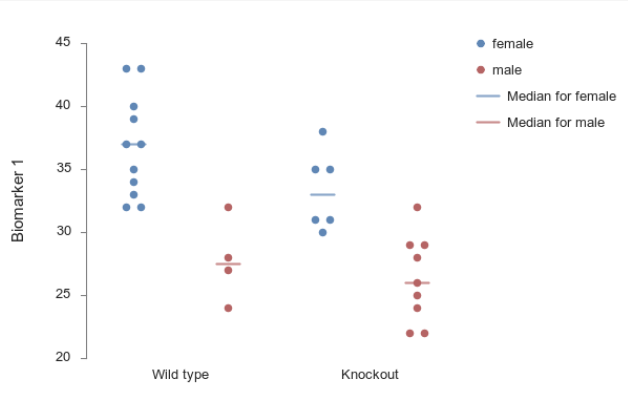 45
40
35
30
25
20
Biomarker 1
Wild type
Knockout
female
male
Median for female
Median for male